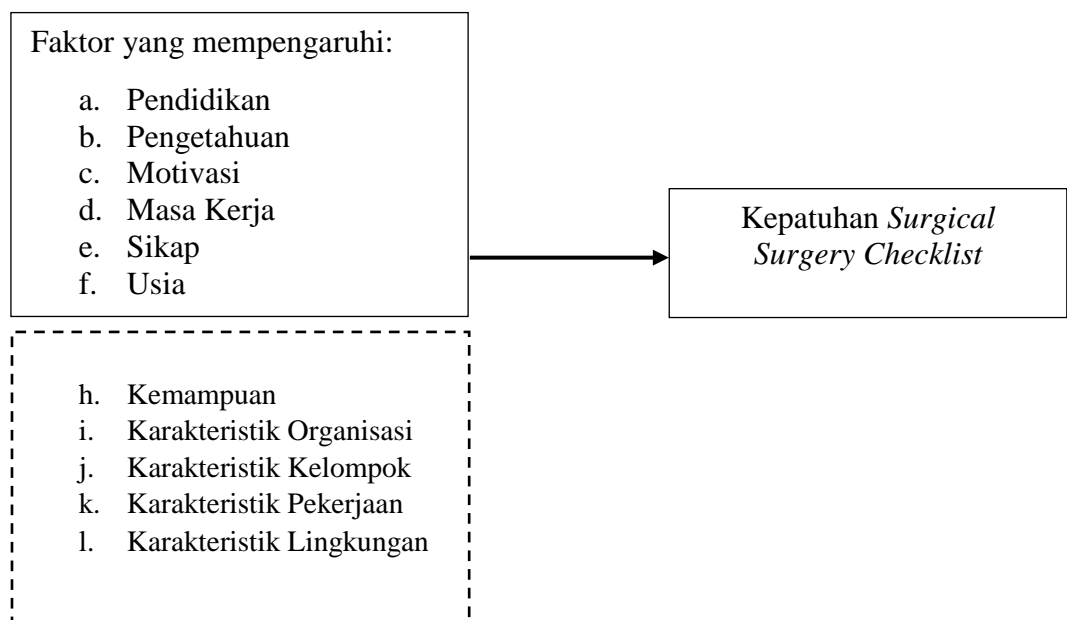 Faktor yang mempengaruhi:
a. Pendidikan
b. Pengetahuan
c. Motivasi
d. Masa Kerja
e. Sikap
f. Usia
Kepatuhan Surgical
Surgery Checklist
h. Kemampuan
i. Karakteristik Organisasi
j. Karakteristik Kelompok
k. Karakteristik Pekerjaan
l. Karakteristik Lingkungan